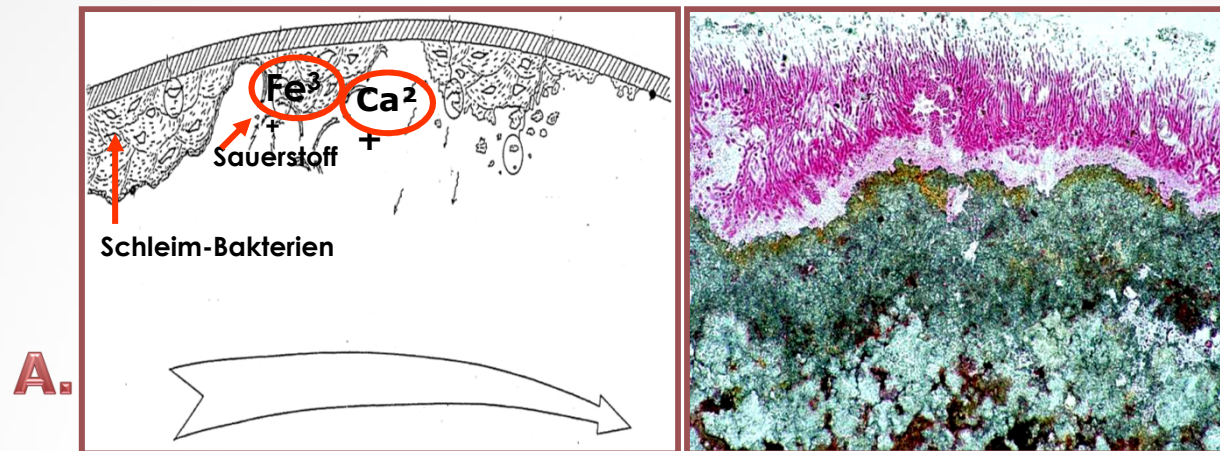 Fe³
+
Ca²
+
Sauerstoff
Schleim-Bakterien
A.